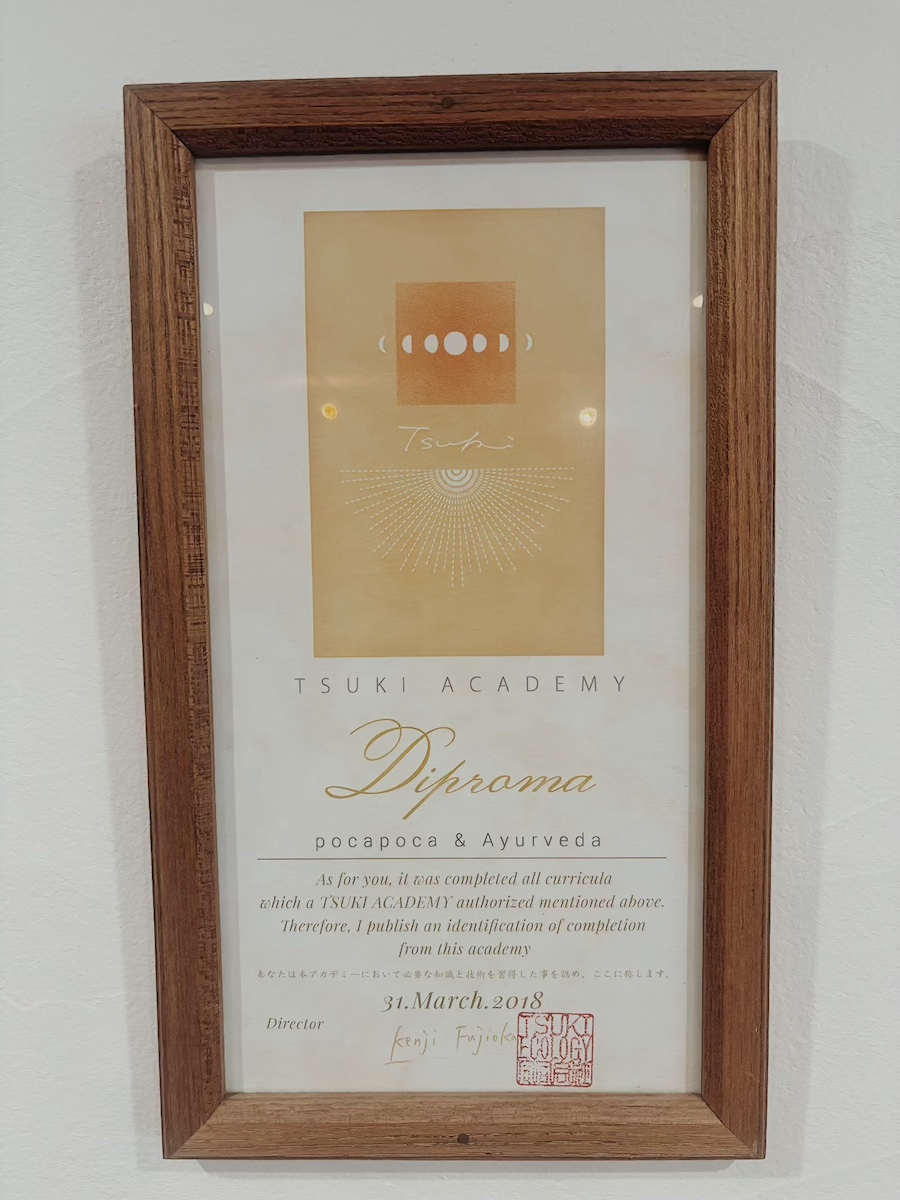 Tsuki
TSUKI ACADEMY
Diproma
pocapoca & Ayurveda
As for you, it was completed all curricula
which a TSUKI ACADEMY authorized mentioned above.
Therefore, I publish an identification of completion
from this academy
あなたは本アカデミーにおいて必要な知識と技術を習得した事を認め、ここに称します。
31.March.2018
Director
Kenji Fujioka
TSUKI
ECOLOGY